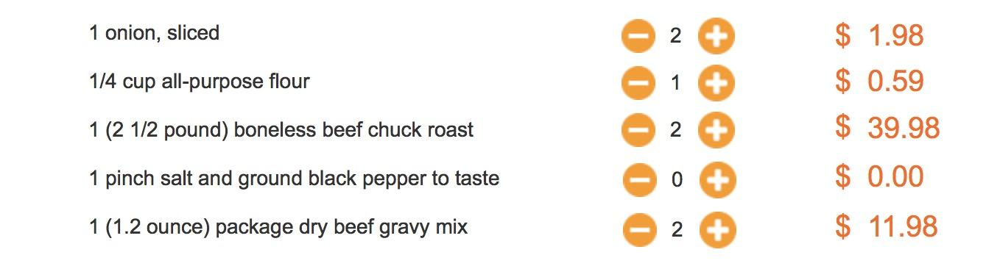 1 onion, sliced 2 $ 1.98
1/4 cup all-purpose flour 1 $ 0.59
1 (2 1/2 pound) boneless beef chuck roast 2 $ 39.98
1 pinch salt and ground black pepper to taste 0 $ 0.00
1 (1.2 ounce) package dry beef gravy mix 2 $ 11.98